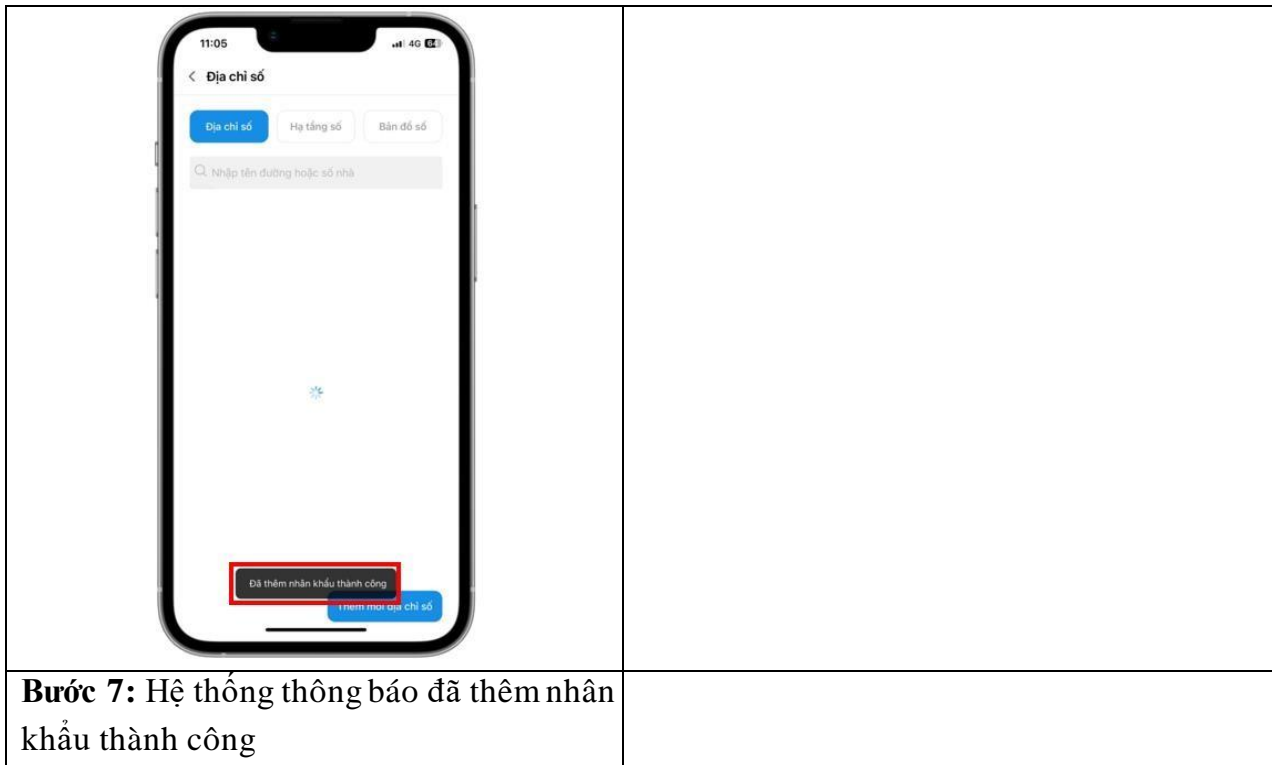 11:05
4G 64
Địa chỉ số
Địa chỉ số Hạ tầng số Bản đồ số
Nhập tên đường hoặc số nhà
Đã thêm nhân khẩu thành công
Thêm mới địa chỉ số
Bước 7: Hệ thống thông báo đã thêm nhân
khẩu thành công